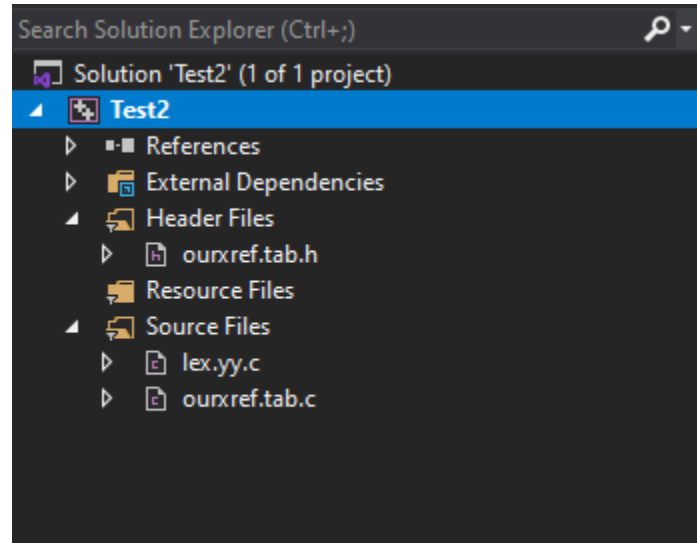 Search Solution Explorer (Ctrl+;)
Solution 'Test2' (1 of 1 project)
Test2
References
External Dependencies
Header Files
ourxref.tab.h
Resource Files
Source Files
lex.yy.c
ourxref.tab.c